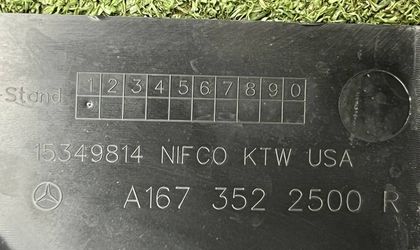 Stand 1 2 3 4 5 6 7 8 9 0
15349814 NIFCO KTW USA
A167 352 2500 R